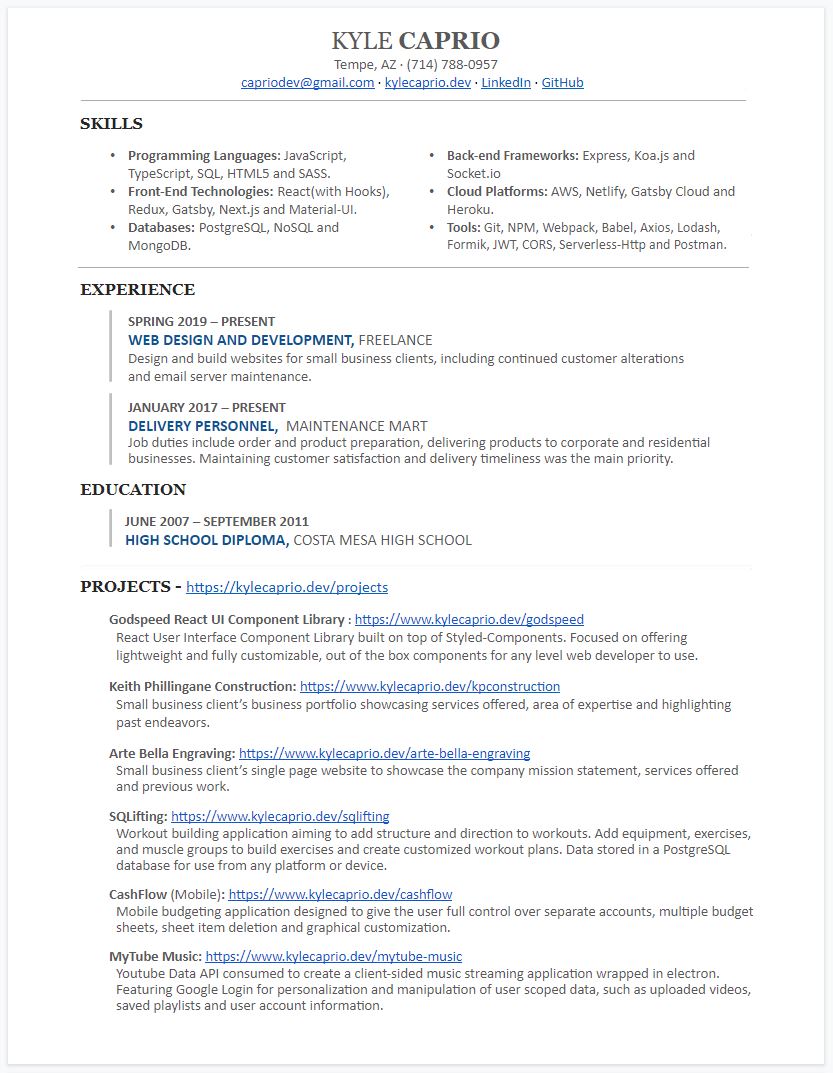 KYLE CAPRIO
Tempe, AZ · (714) 788-0957
capriodev@gmail.com · kylecaprio.dev · LinkedIn · GitHub
SKILLS
• Programming Languages: JavaScript,
TypeScript, SQL, HTML5 and SASS.
• Front-End Technologies: React(with Hooks),
Redux, Gatsby, Next.js and Material-UI.
• Databases: PostgreSQL, NoSQL and
MongoDB.
• Back-end Frameworks: Express, Koa.js and
Socket.io
• Cloud Platforms: AWS, Netlify, Gatsby Cloud and
Heroku.
• Tools: Git, NPM, Webpack, Babel, Axios, Lodash,
Formik, JWT, CORS, Serverless-Http and Postman.
EXPERIENCE
SPRING 2019 – PRESENT
WEB DESIGN AND DEVELOPMENT, FREELANCE
Design and build websites for small business clients, including continued customer alterations
and email server maintenance.
JANUARY 2017 – PRESENT
DELIVERY PERSONNEL, MAINTENANCE MART
Job duties include order and product preparation, delivering products to corporate and residential
businesses. Maintaining customer satisfaction and delivery timeliness was the main priority.
EDUCATION
JUNE 2007 – SEPTEMBER 2011
HIGH SCHOOL DIPLOMA, COSTA MESA HIGH SCHOOL
PROJECTS - https://kylecaprio.dev/projects
Godspeed React UI Component Library : https://www.kylecaprio.dev/godspeed
React User Interface Component Library built on top of Styled-Components. Focused on offering
lightweight and fully customizable, out of the box components for any level web developer to use.
Keith Phillingane Construction: https://www.kylecaprio.dev/kpconstruction
Small business client's business portfolio showcasing services offered, area of expertise and highlighting
past endeavors.
Arte Bella Engraving: https://www.kylecaprio.dev/arte-bella-engraving
Small business client's single page website to showcase the company mission statement, services offered
and previous work.
SQLifting: https://www.kylecaprio.dev/sqlifting
Workout building application aiming to add structure and direction to workouts. Add equipment, exercises,
and muscle groups to build exercises and create customized workout plans. Data stored in a PostgreSQL
database for use from any platform or device.
CashFlow (Mobile): https://www.kylecaprio.dev/cashflow
Mobile budgeting application designed to give the user full control over separate accounts, multiple budget
sheets, sheet item deletion and graphical customization.
MyTube Music: https://www.kylecaprio.dev/mytube-music
Youtube Data API consumed to create a client-sided music streaming application wrapped in electron.
Featuring Google Login for personalization and manipulation of user scoped data, such as uploaded videos,
saved playlists and user account information.